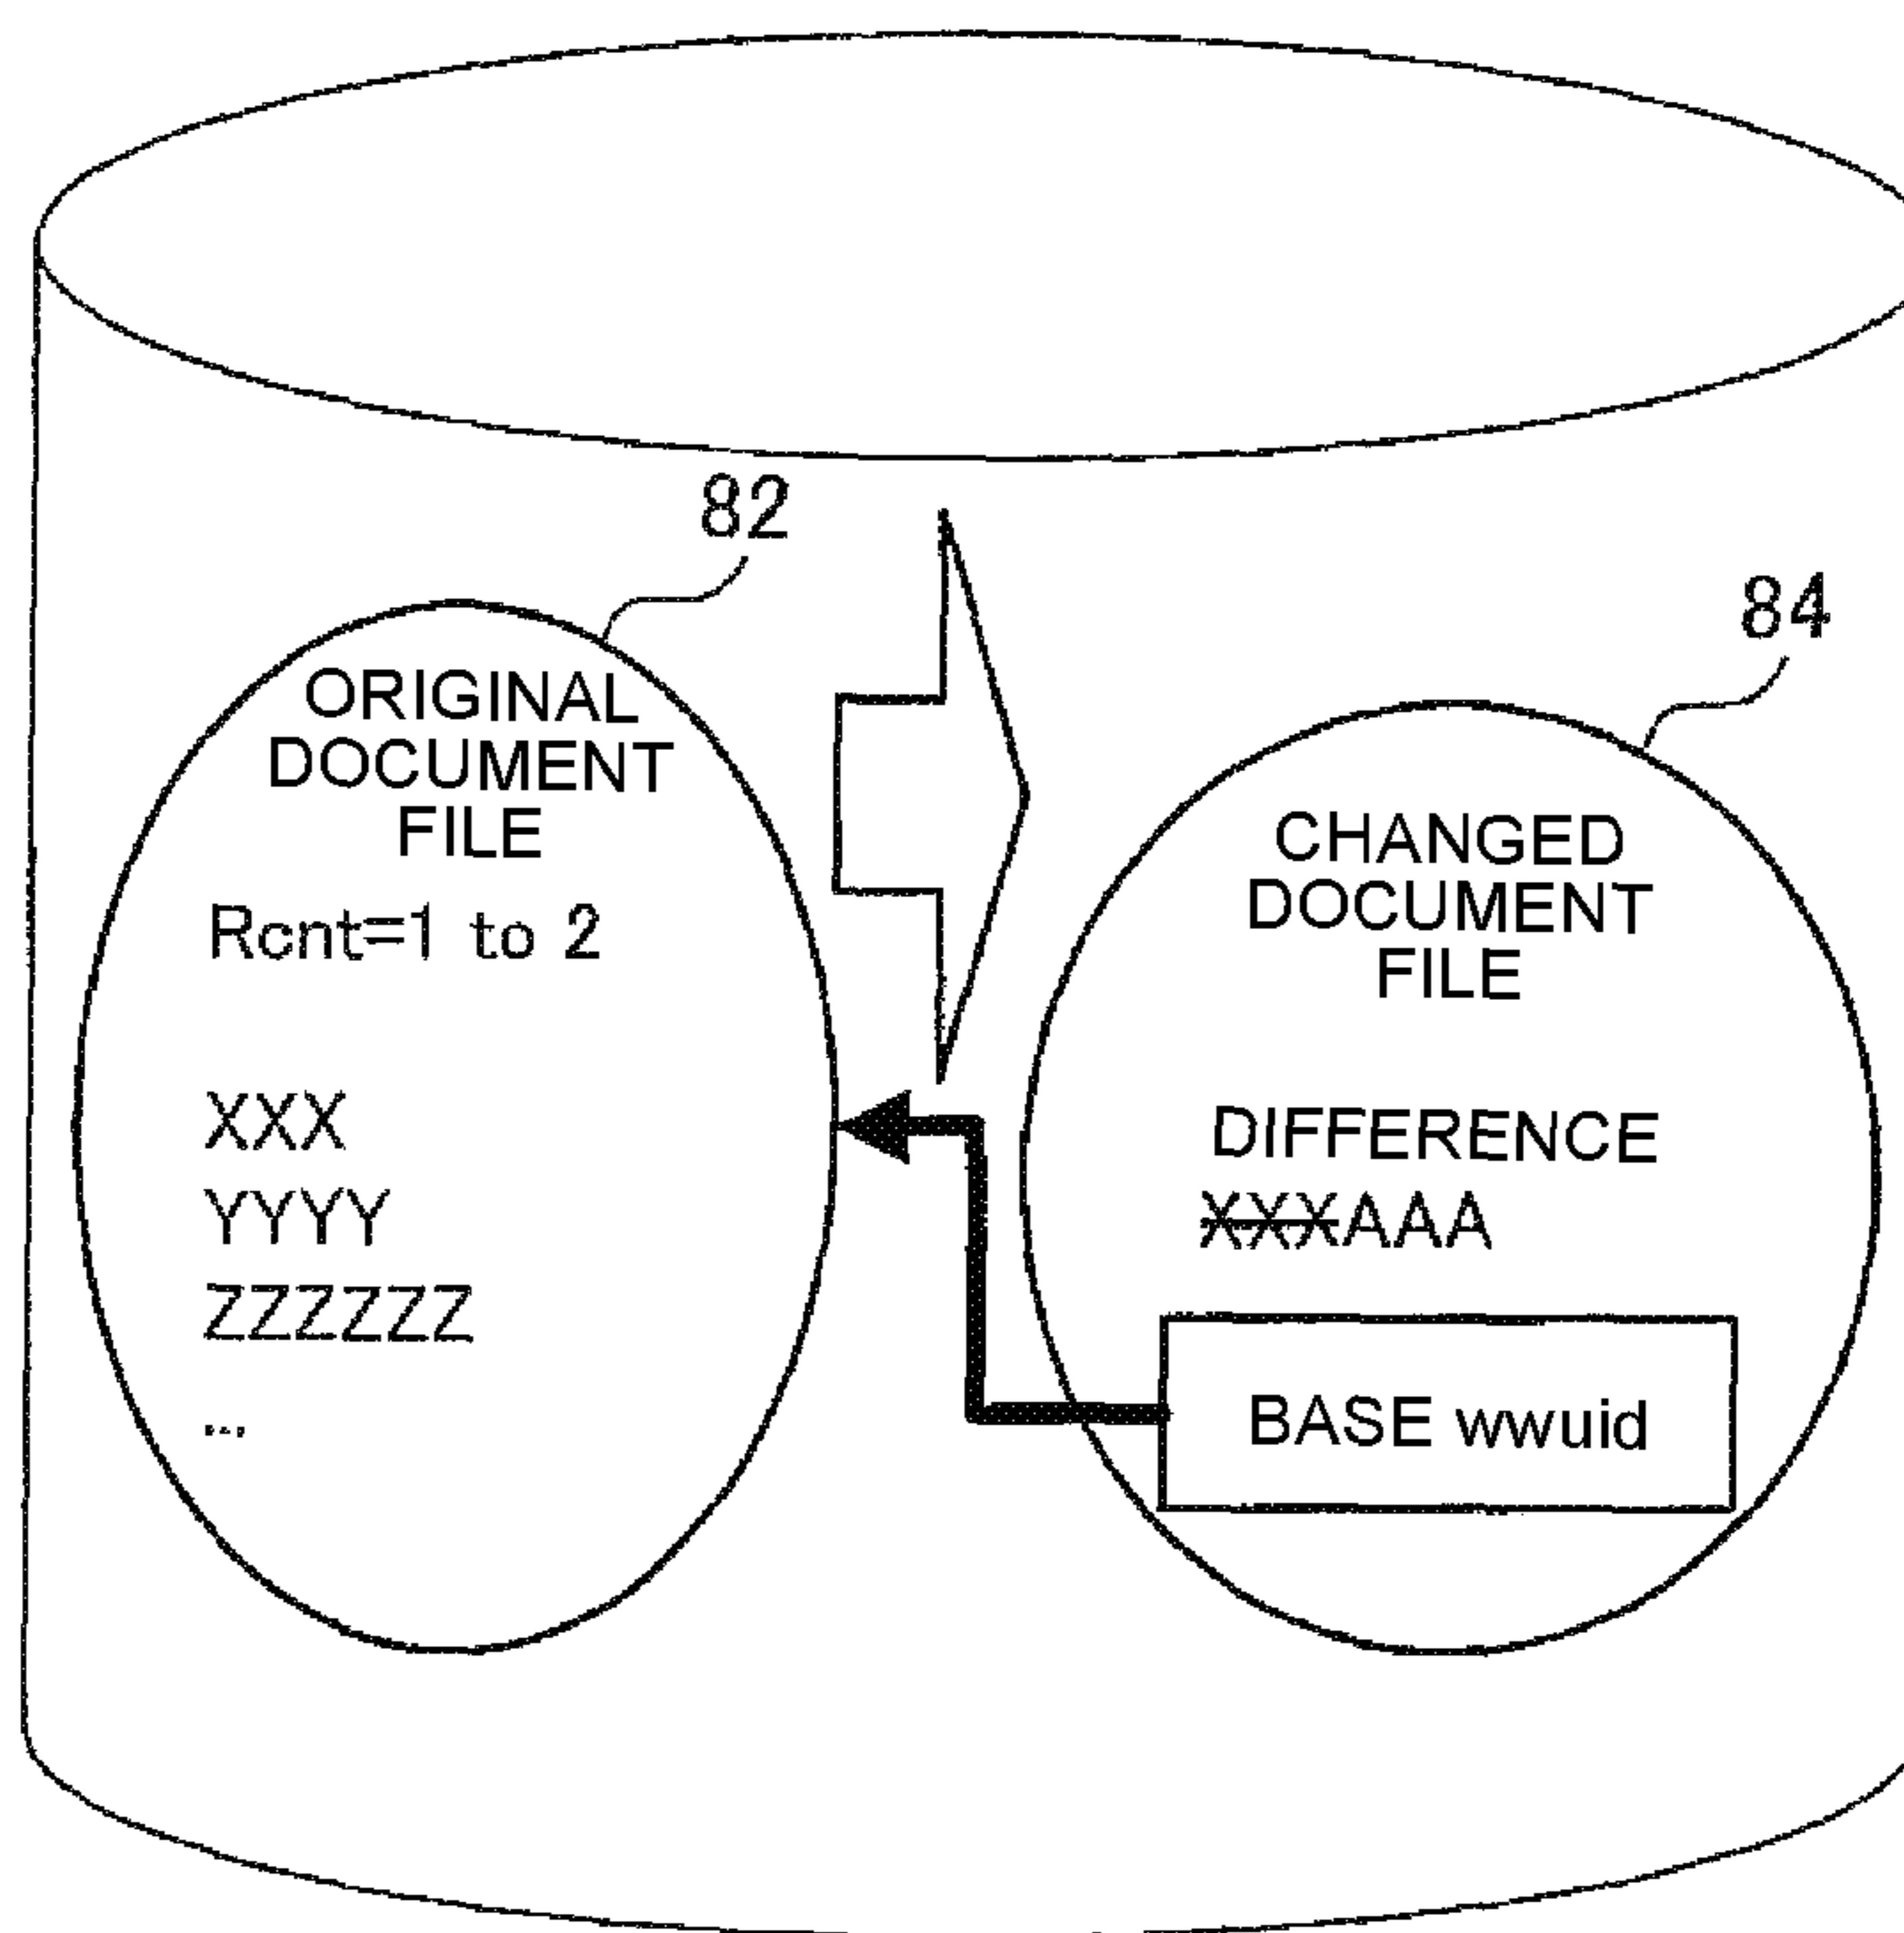 82
ORIGINAL
DOCUMENT
FILE
Rcnt=1 to 2
XXX
YYYY
ZZZZZZ
...
84
CHANGED
DOCUMENT
FILE
DIFFERENCE
XXXAAA
BASE wwuid